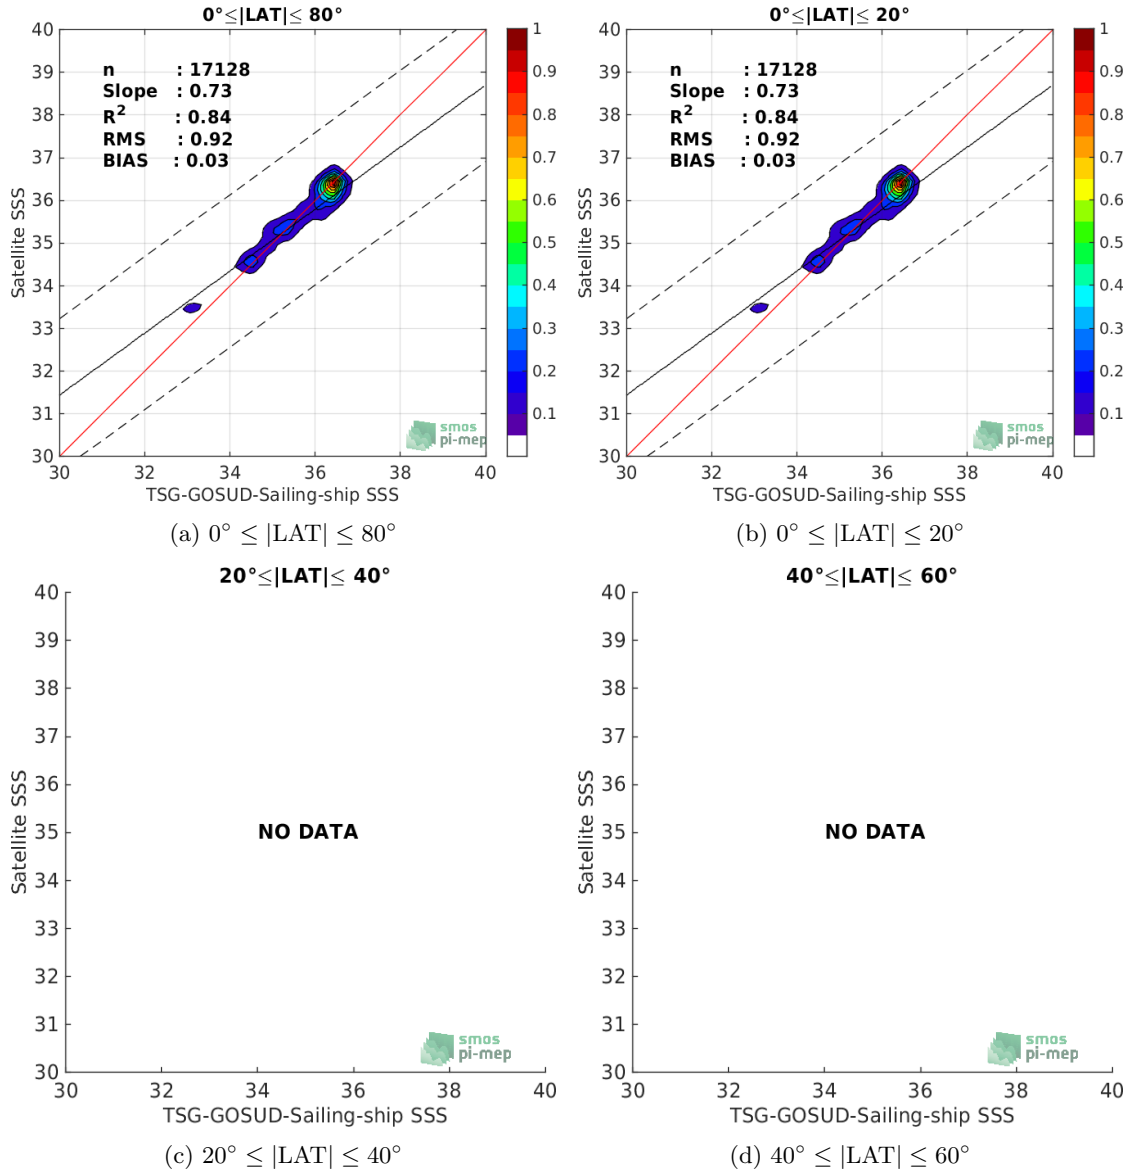 0°≤|LAT|≤ 80°
n : 17128
Slope : 0.73
R² : 0.84
RMS : 0.92
BIAS : 0.03
40
39
38
37
36
35
34
33
32
31
30
Satellite SSS
30 32 34 36 38 40
TSG-GOSUD-Sailing-ship SSS
1
0.9
0.8
0.7
0.6
0.5
0.4
0.3
0.2
0.1
smos
pi-mep
(a) 0° ≤ |LAT| ≤ 80°
0°≤|LAT|≤ 20°
n : 17128
Slope : 0.73
R² : 0.84
RMS : 0.92
BIAS : 0.03
40
39
38
37
36
35
34
33
32
31
30
Satellite SSS
30 32 34 36 38 40
TSG-GOSUD-Sailing-ship SSS
1
0.9
0.8
0.7
0.6
0.5
0.4
0.3
0.2
0.1
smos
pi-mep
(b) 0° ≤ |LAT| ≤ 20°
20°≤|LAT|≤ 40°
40
39
38
37
36
35
34
33
32
31
30
Satellite SSS
NO DATA
smos
pi-mep
30 32 34 36 38 40
TSG-GOSUD-Sailing-ship SSS
(c) 20° ≤ |LAT| ≤ 40°
40°≤|LAT|≤ 60°
40
39
38
37
36
35
34
33
32
31
30
Satellite SSS
NO DATA
smos
pi-mep
30 32 34 36 38 40
TSG-GOSUD-Sailing-ship SSS
(d) 40° ≤ |LAT| ≤ 60°